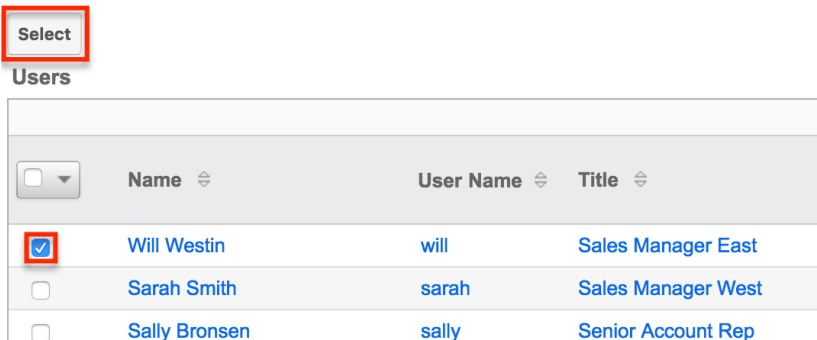 Select
Users
Name User Name Title
Will Westin will Sales Manager East
Sarah Smith sarah Sales Manager West
Sally Bronsen sally Senior Account Rep